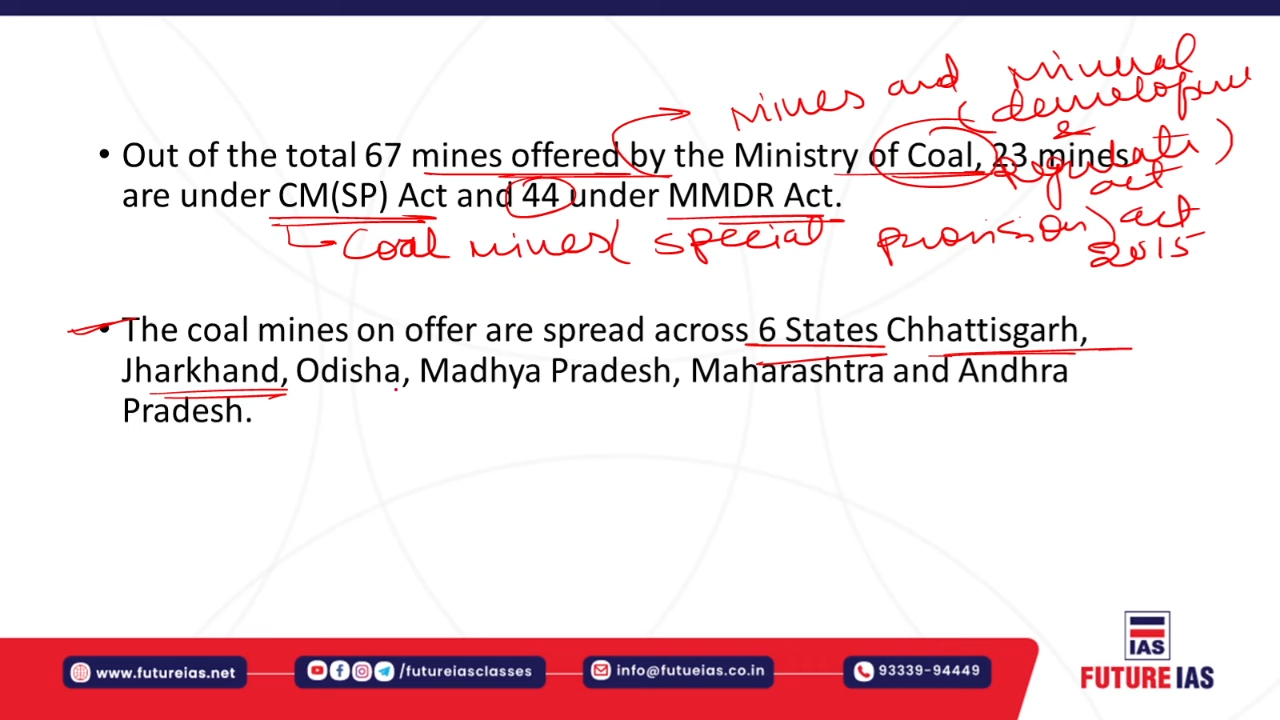 mines and mineral
(development
&
regulate)
act
• Out of the total 67 mines offered by the Ministry of Coal, 23 mines
are under CM(SP) Act and 44 under MMDR Act.
Coal mines (special provision) act
2015
• The coal mines on offer are spread across 6 States Chhattisgarh,
Jharkhand, Odisha, Madhya Pradesh, Maharashtra and Andhra
Pradesh.
www.futureias.net
/futureiasclasses
info@futueias.co.in
93339-94449
IAS
FUTURE IAS